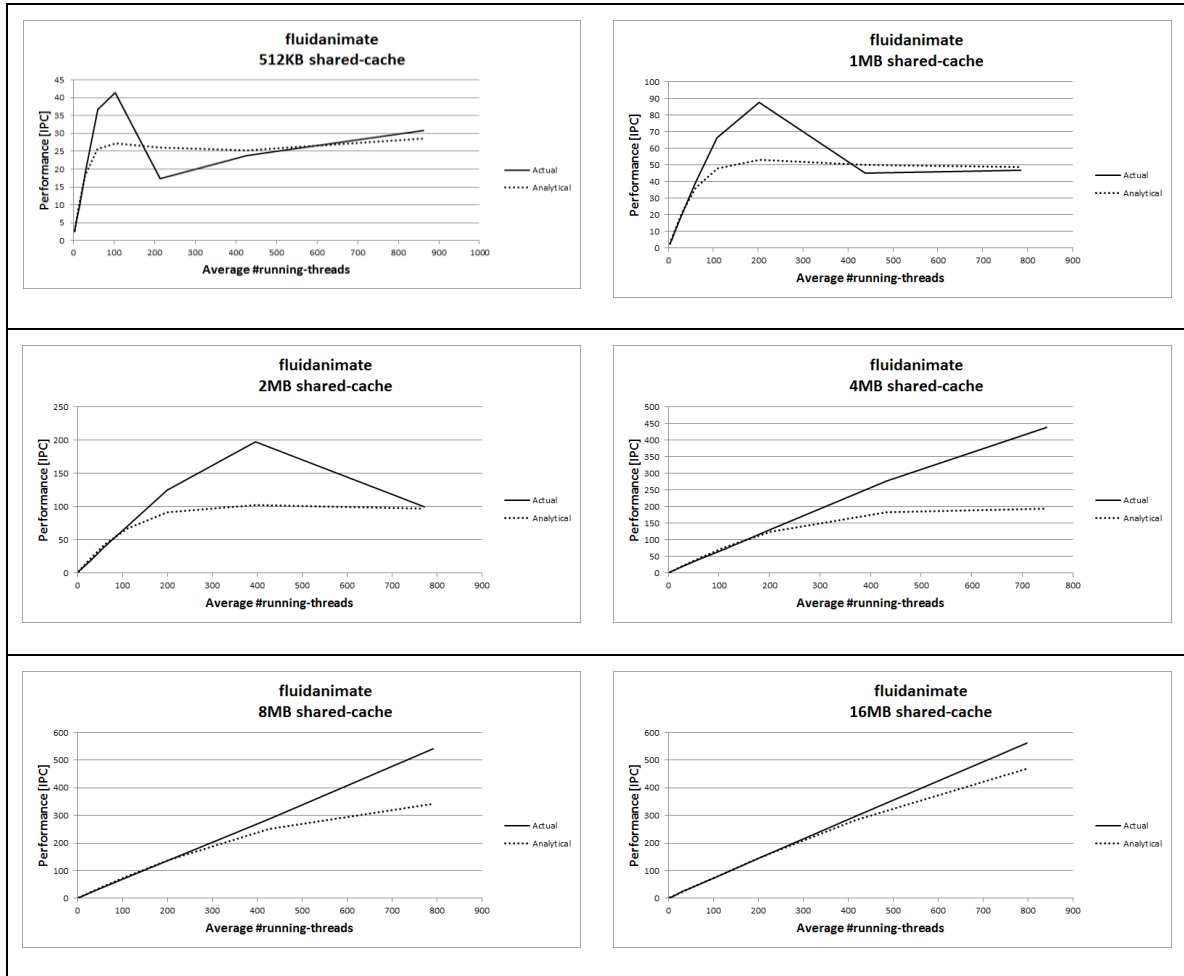 fluidanimate
512KB shared-cache
Performance [IPC]
45
40
35
30
25
20
15
10
5
0
0 100 200 300 400 500 600 700 800 900 1000
Average #running-threads
Actual
Analytical
fluidanimate
1MB shared-cache
Performance [IPC]
100
90
80
70
60
50
40
30
20
10
0
0 100 200 300 400 500 600 700 800 900
Average #running-threads
Actual
Analytical
fluidanimate
2MB shared-cache
Performance [IPC]
250
200
150
100
50
0
0 100 200 300 400 500 600 700 800 900
Average #running-threads
Actual
Analytical
fluidanimate
4MB shared-cache
Performance [IPC]
500
450
400
350
300
250
200
150
100
50
0
0 100 200 300 400 500 600 700 800
Average #running-threads
Actual
Analytical
fluidanimate
8MB shared-cache
Performance [IPC]
600
500
400
300
200
100
0
0 100 200 300 400 500 600 700 800 900
Average #running-threads
Actual
Analytical
fluidanimate
16MB shared-cache
Performance [IPC]
600
500
400
300
200
100
0
0 100 200 300 400 500 600 700 800 900
Average #running-threads
Actual
Analytical